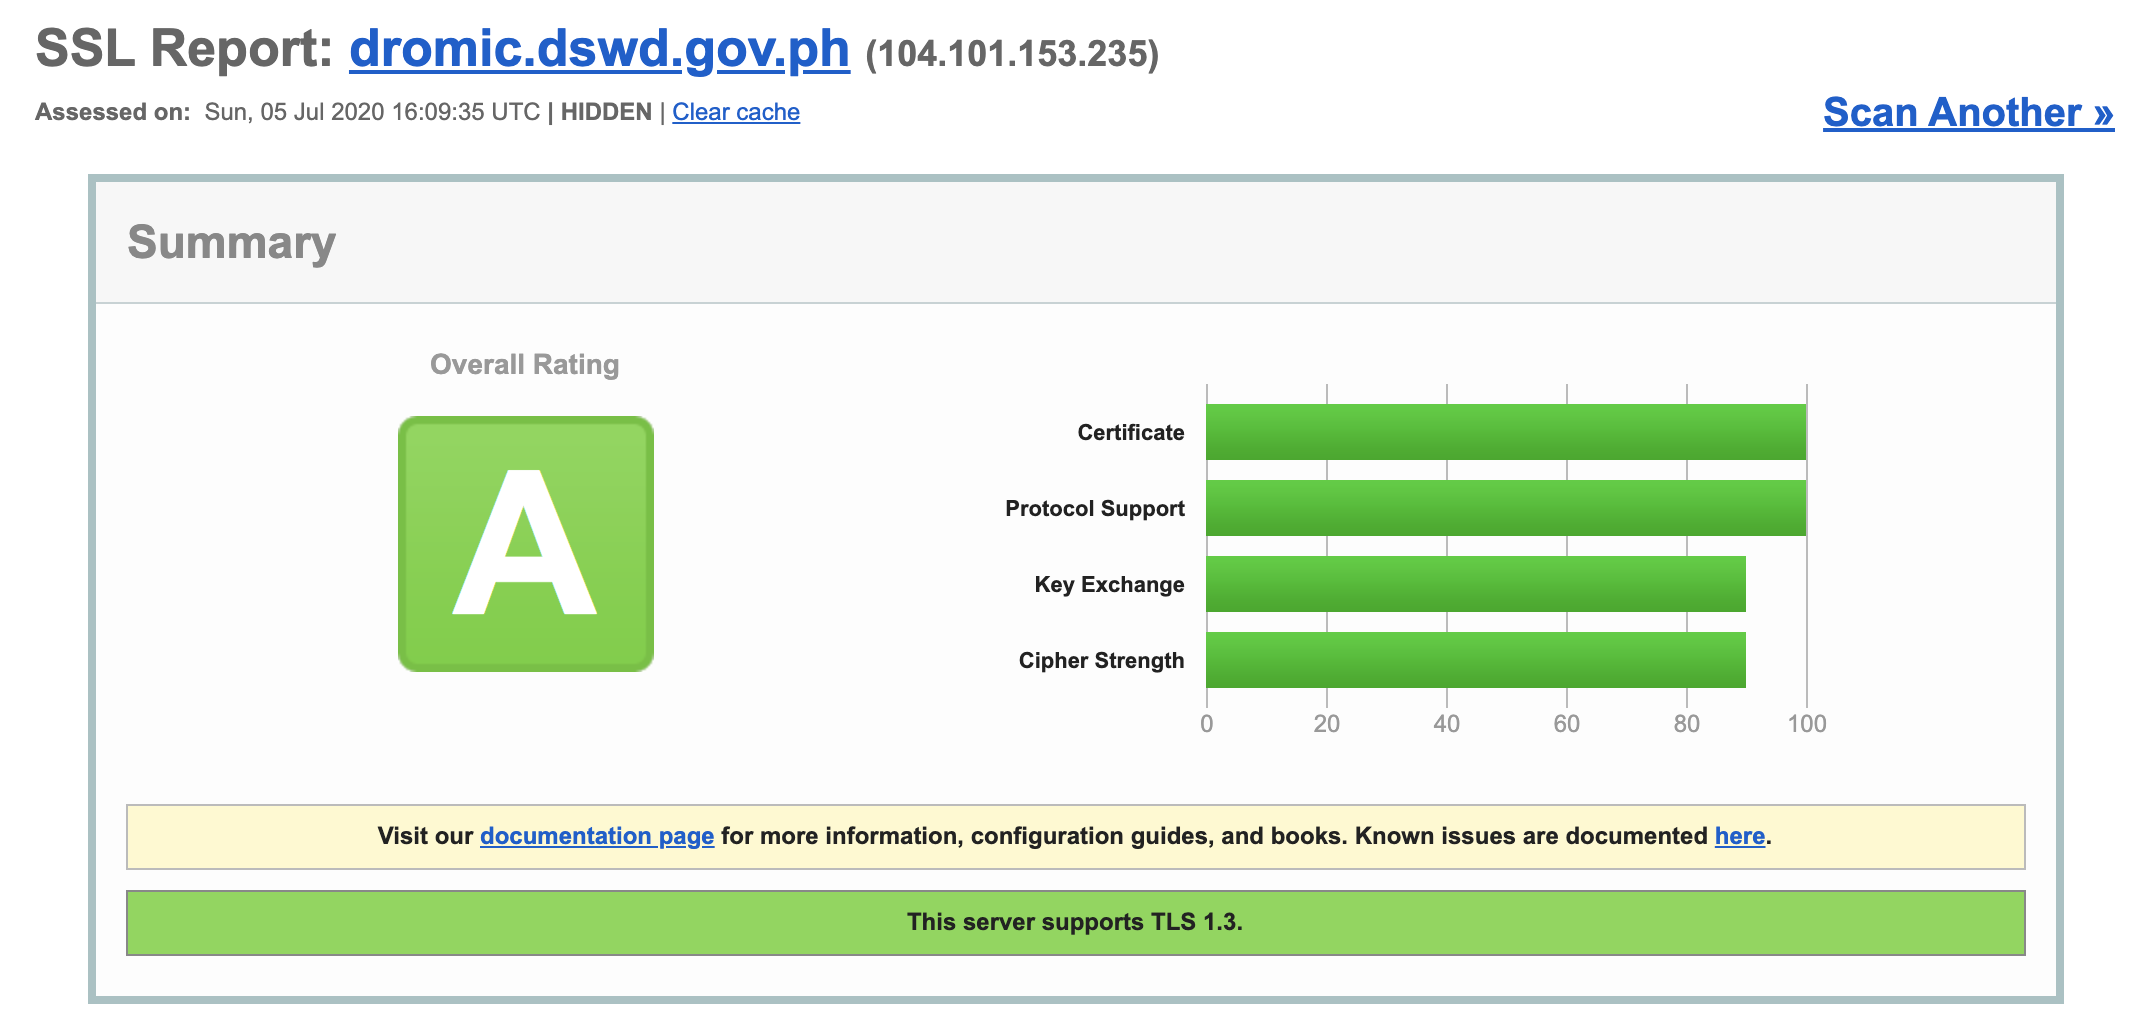 SSL Report: dromic.dswd.gov.ph (104.101.153.235)
Assessed on: Sun, 05 Jul 2020 16:09:35 UTC | HIDDEN | Clear cache
Scan Another »
Summary
Overall Rating
A
Certificate
Protocol Support
Key Exchange
Cipher Strength
0 20 40 60 80 100
Visit our documentation page for more information, configuration guides, and books. Known issues are documented here.
This server supports TLS 1.3.